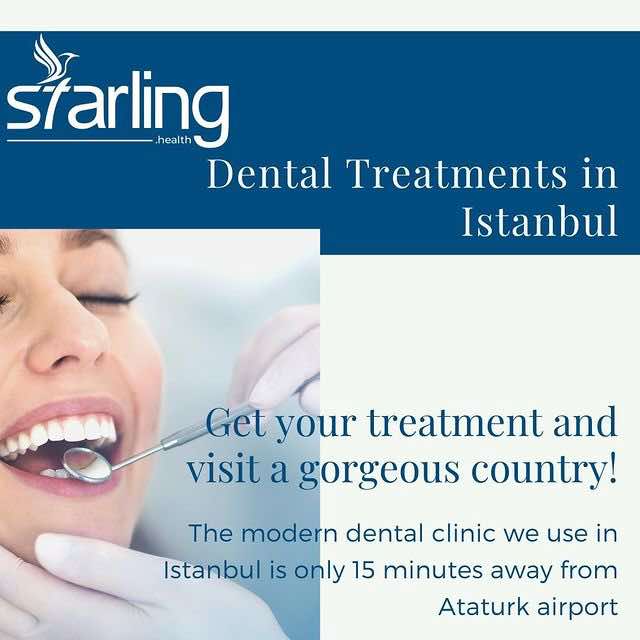 starling
.health
Dental Treatments in
Istanbul
Get your treatment and
visit a gorgeous country!
The modern dental clinic we use in
Istanbul is only 15 minutes away from
Ataturk airport